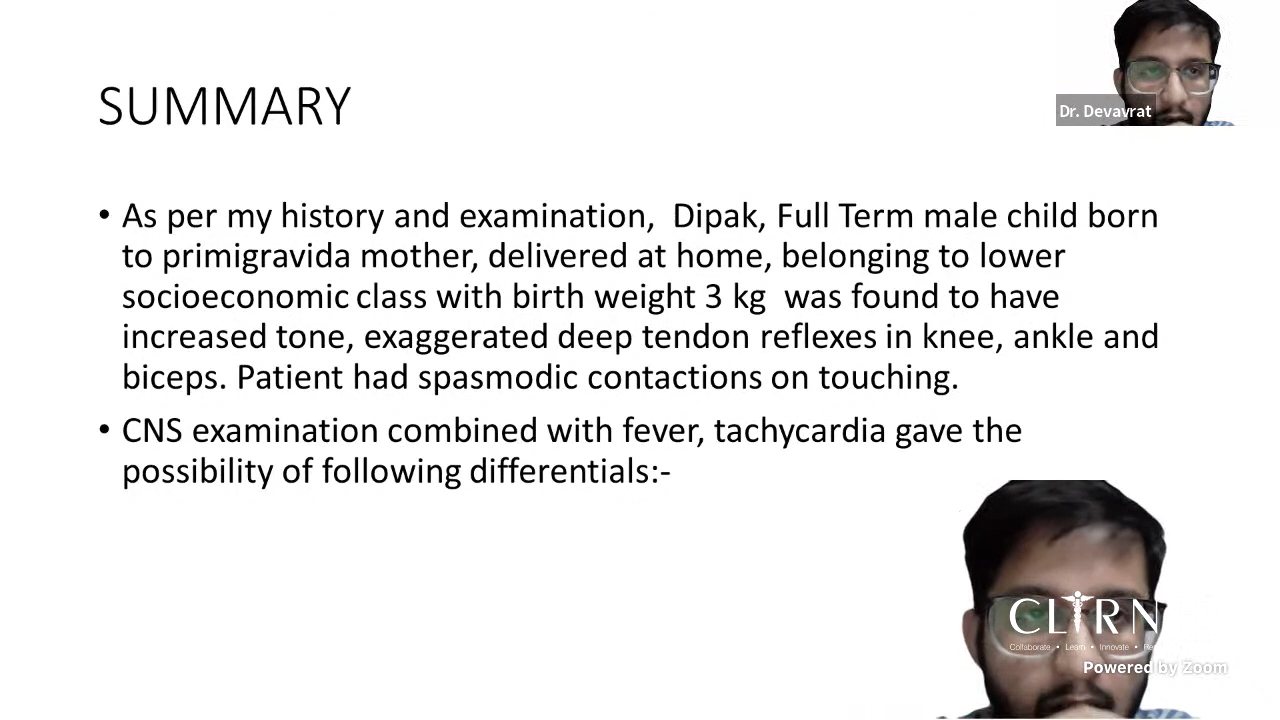 SUMMARY
Dr. Devavrat
• As per my history and examination, Dipak, Full Term male child born
to primigravida mother, delivered at home, belonging to lower
socioeconomic class with birth weight 3 kg was found to have
increased tone, exaggerated deep tendon reflexes in knee, ankle and
biceps. Patient had spasmodic contactions on touching.
• CNS examination combined with fever, tachycardia gave the
possibility of following differentials:-
CLIRN
Collaborate • Learn • Innovate •
Powered by Zoom